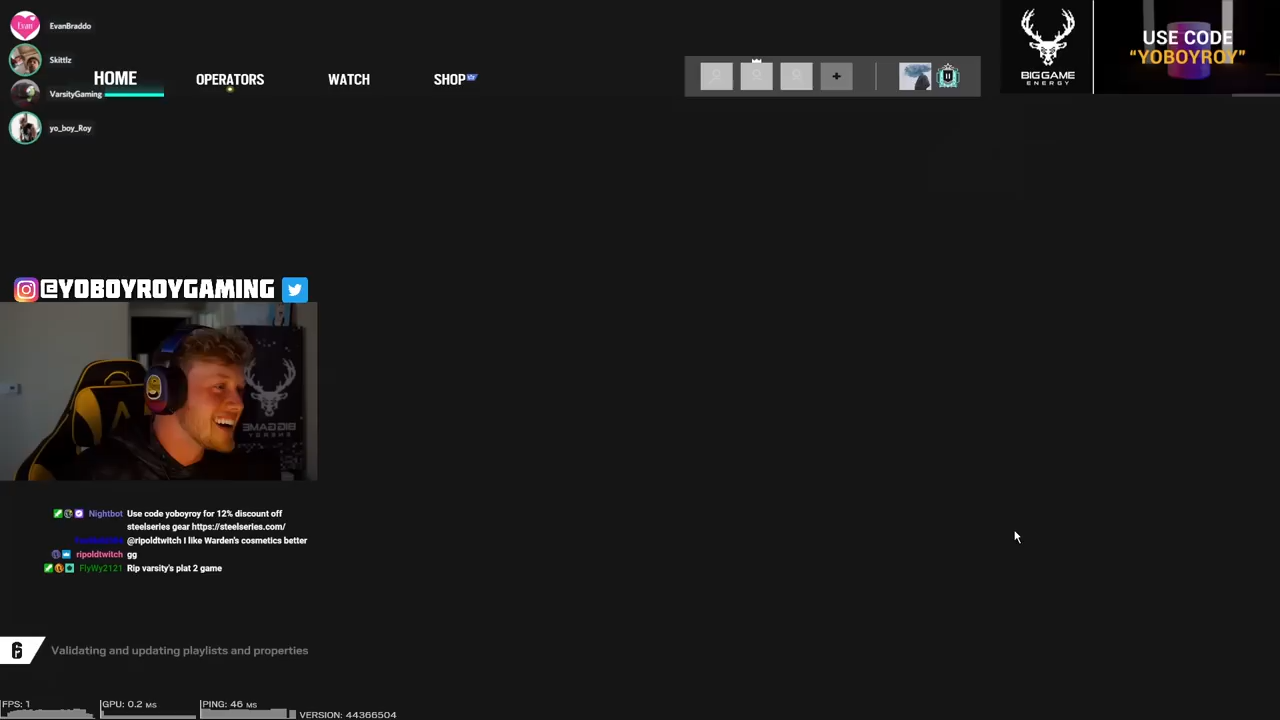 EvanBraddo
Skittlz
VarsityGaming
yo_boy_Roy
HOME
OPERATORS
WATCH
SHOP
BIG GAME
ENERGY
USE CODE
“YOBOYROY”
@YOBOYROYGAMING
Nightbot Use code yoboyroy for 12% discount off
steelseries gear https://steelseries.com/
@ripoldtwitch I like Warden's cosmetics better
ripoldtwitch gg
FlyWy2121 Rip varsity's plat 2 game
6 Validating and updating playlists and properties
FPS: 1 GPU: 0.2 MS PING: 46 MS VERSION: 44366504